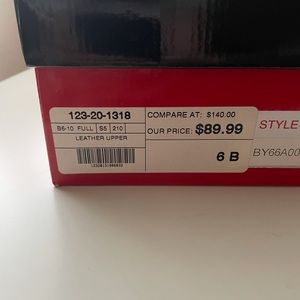 123-20-1318
B6-10 FULL S5 210
LEATHER UPPER
COMPARE AT: $140.00
OUR PRICE: $89.99
6 B
STYLE
BY66A00